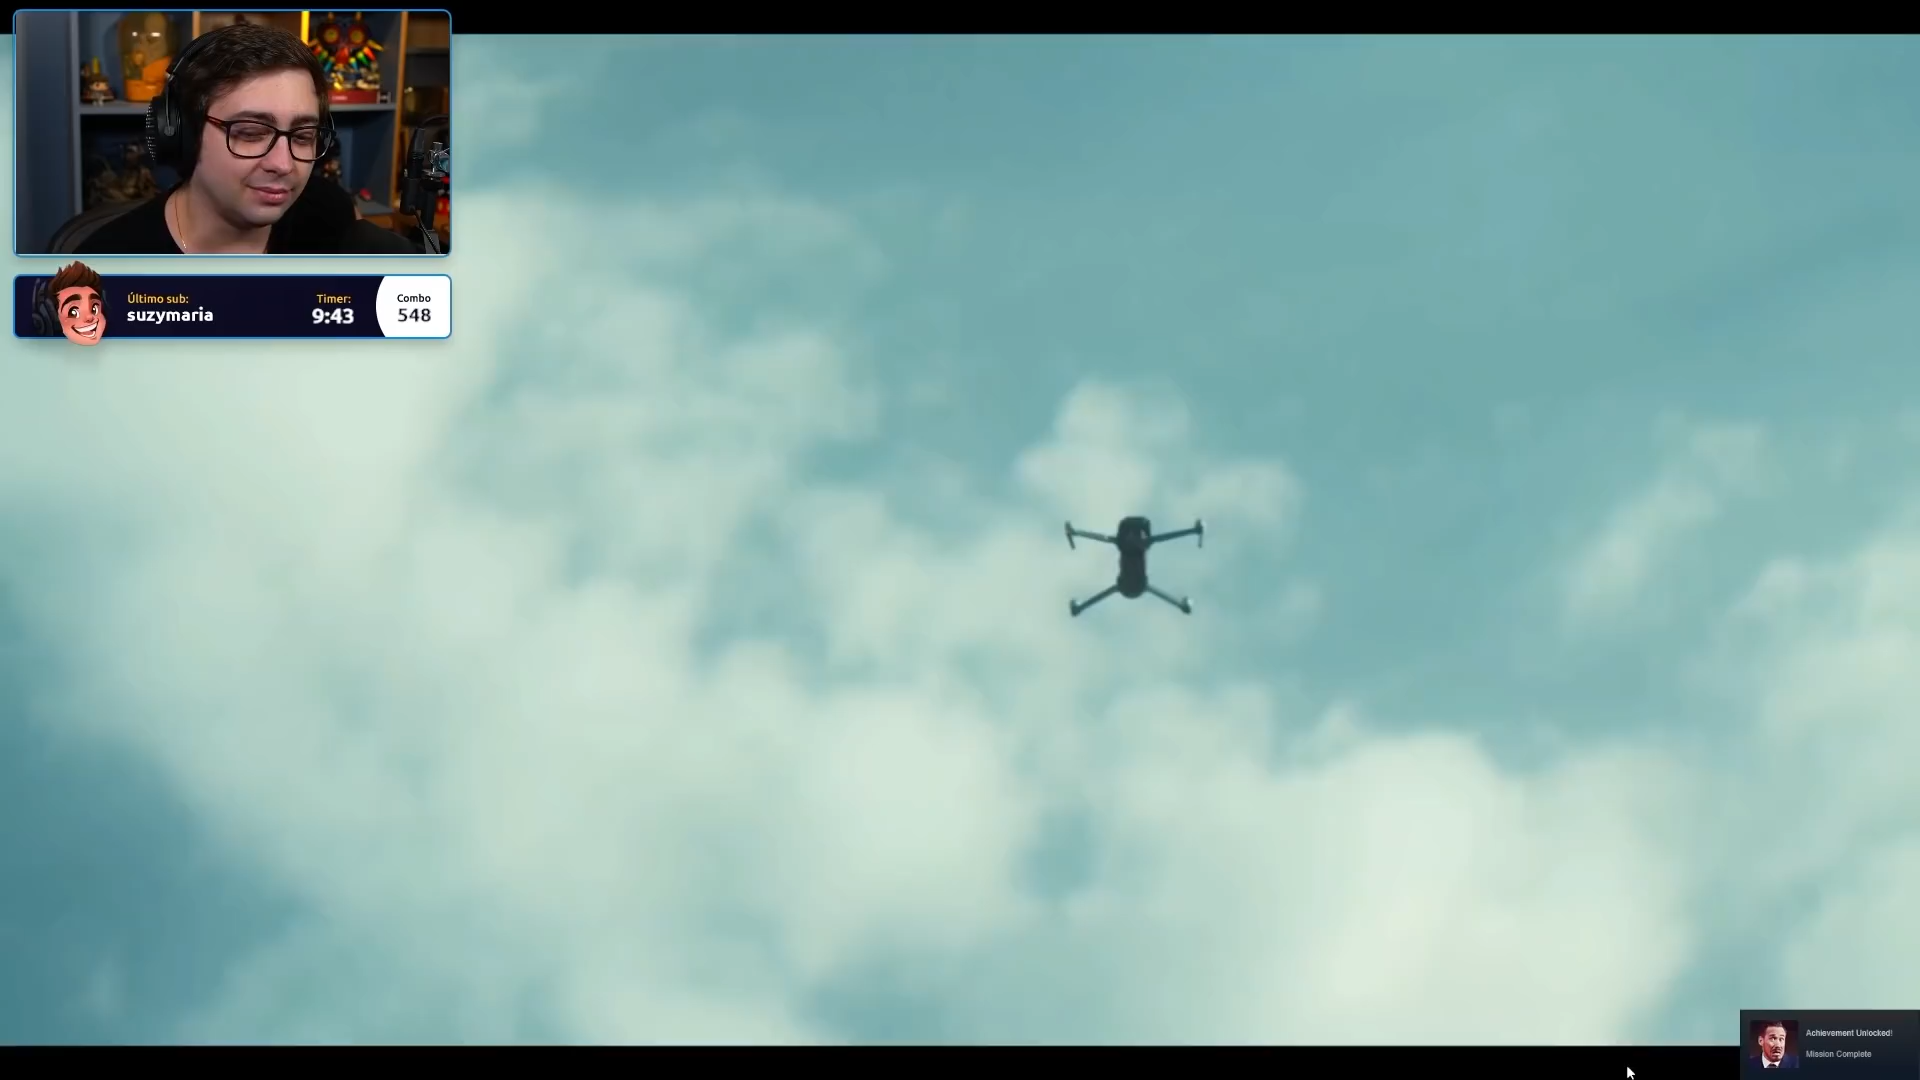 Último sub:
suzymaria
Timer:
9:43
Combo
548
Achievement Unlocked!
Mission Complete